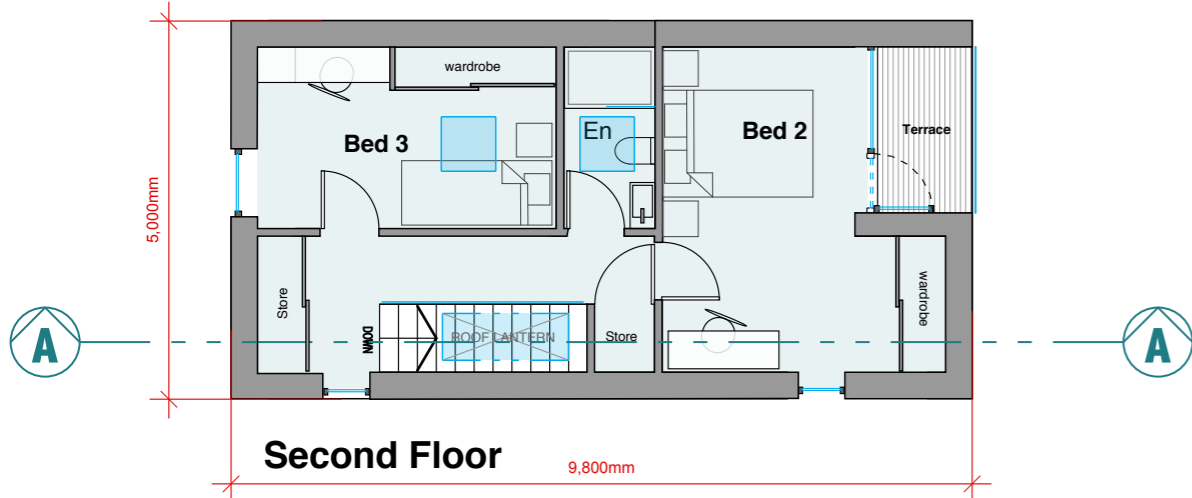 wardrobe
En
Bed 3
Bed 2
Terrace
5,000mm
Store
DOWN
ROOF LANTERN
Store
wardrobe
A
A
Second Floor
9,800mm